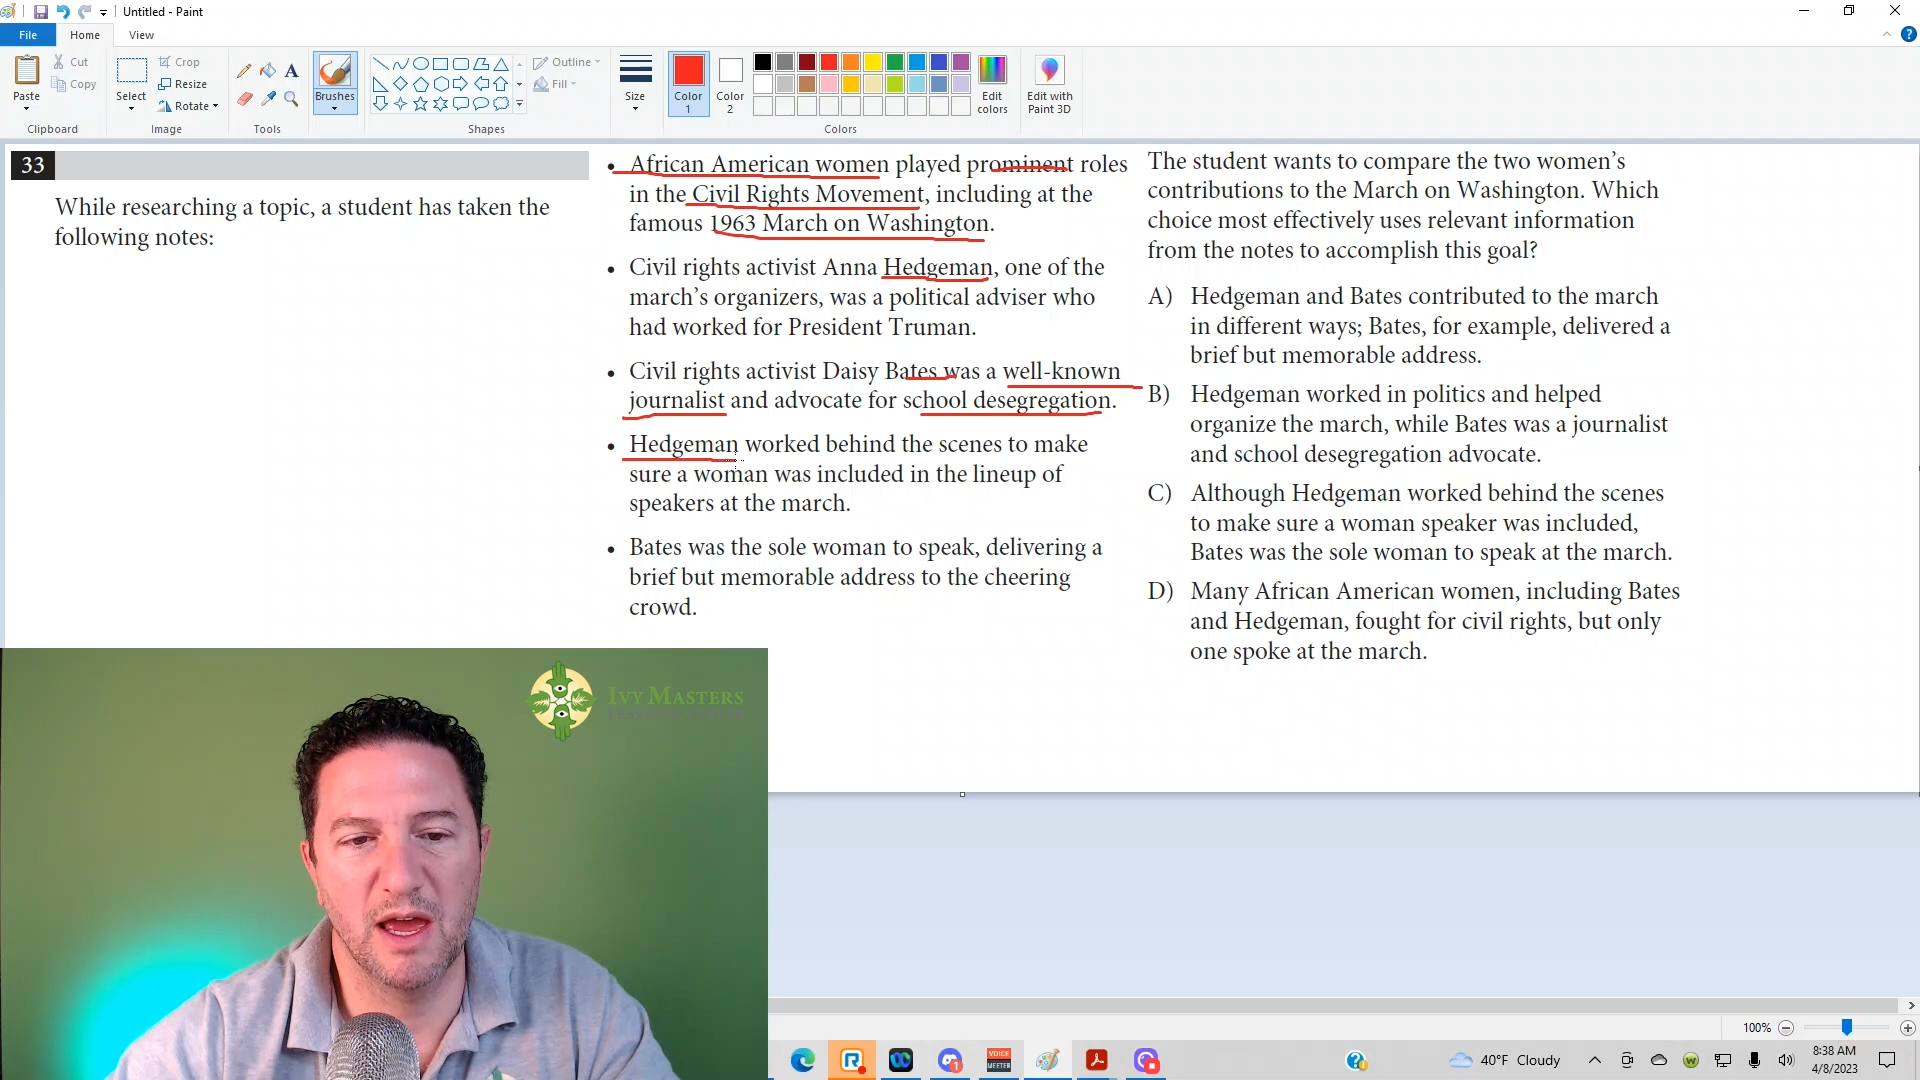 Untitled - Paint
File
Home
View
Paste
Cut
Copy
Clipboard
Select
Crop
Resize
Rotate
Image
A
Tools
Brushes
Shapes
Outline
Fill
Size
Color
1
Color
2
Colors
Edit
colors
Edit with
Paint 3D
33
While researching a topic, a student has taken the
following notes:
• African American women played prominent roles
in the Civil Rights Movement, including at the
famous 1963 March on Washington.
• Civil rights activist Anna Hedgeman, one of the
march’s organizers, was a political adviser who
had worked for President Truman.
• Civil rights activist Daisy Bates was a well-known
journalist and advocate for school desegregation.
• Hedgeman worked behind the scenes to make
sure a woman was included in the lineup of
speakers at the march.
• Bates was the sole woman to speak, delivering a
brief but memorable address to the cheering
crowd.
The student wants to compare the two women’s
contributions to the March on Washington. Which
choice most effectively uses relevant information
from the notes to accomplish this goal?
A) Hedgeman and Bates contributed to the march
in different ways; Bates, for example, delivered a
brief but memorable address.
B) Hedgeman worked in politics and helped
organize the march, while Bates was a journalist
and school desegregation advocate.
C) Although Hedgeman worked behind the scenes
to make sure a woman speaker was included,
Bates was the sole woman to speak at the march.
D) Many African American women, including Bates
and Hedgeman, fought for civil rights, but only
one spoke at the march.
IVY MASTERS
100%
VOICE
MEETER
40°F Cloudy
8:38 AM
4/8/2023